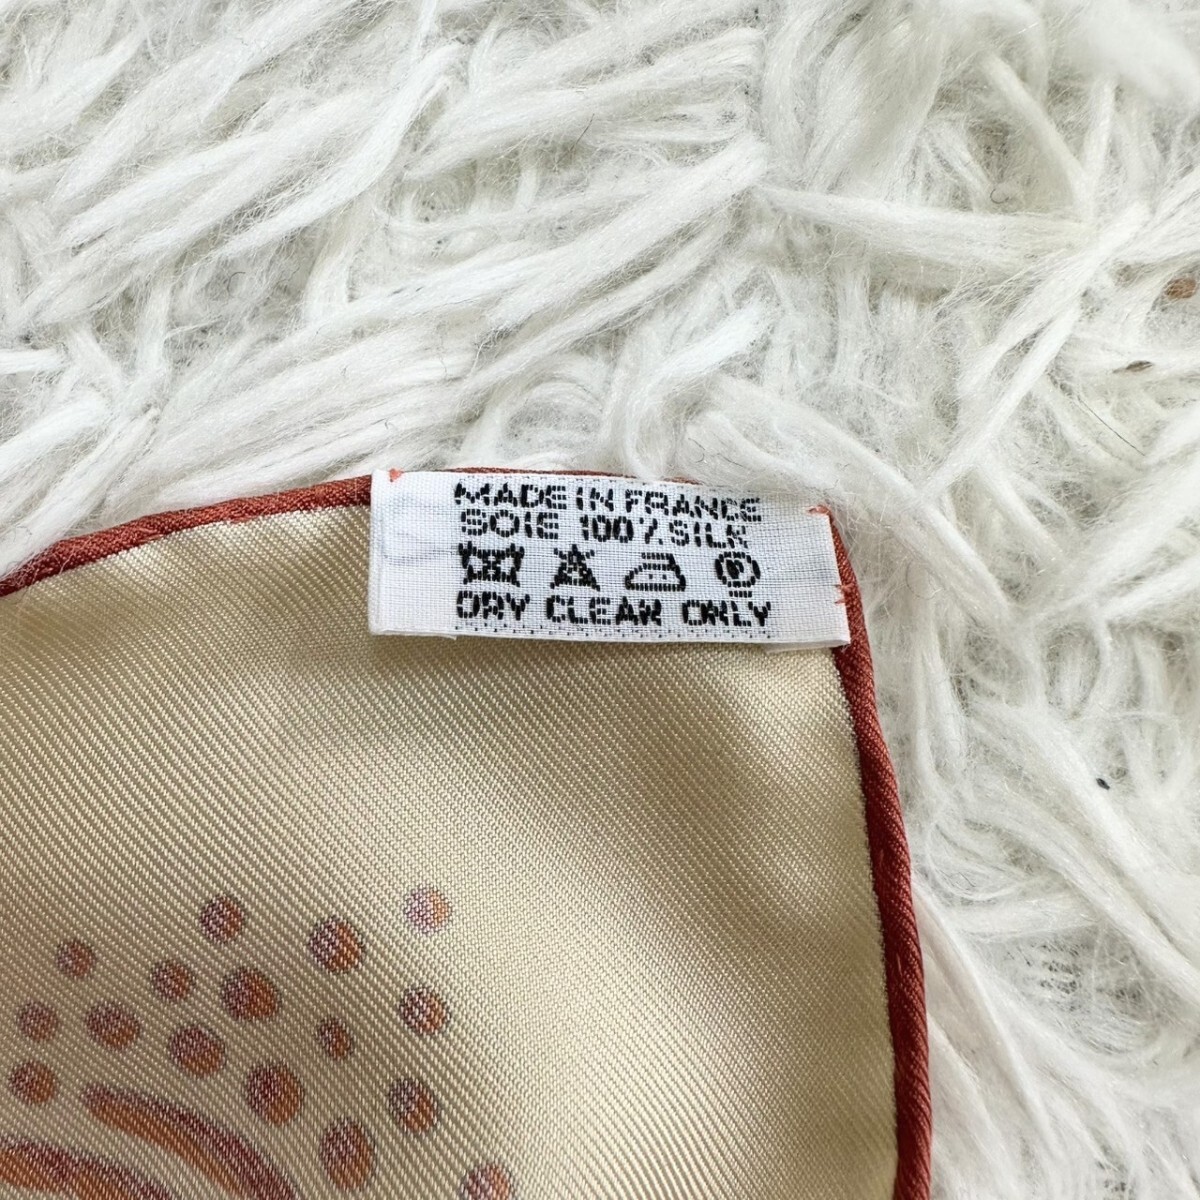 MADE IN FRANCE
SOIE 100% SILK
P
DRY CLEAN ONLY